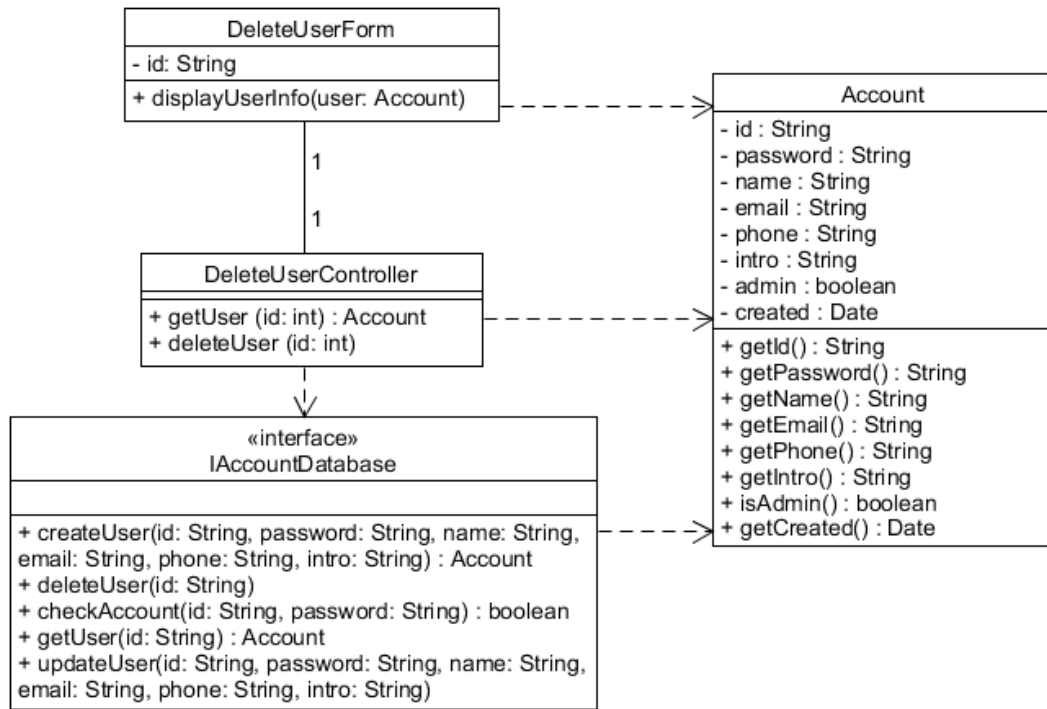 DeleteUserForm
- id: String
+ displayUserInfo(user: Account)
1
1
DeleteUserController
+ getUser (id: int) : Account
+ deleteUser (id: int)
«interface»
IAccountDatabase
+ createUser(id: String, password: String, name: String,
email: String, phone: String, intro: String) : Account
+ deleteUser(id: String)
+ checkAccount(id: String, password: String) : boolean
+ getUser(id: String) : Account
+ updateUser(id: String, password: String, name: String,
email: String, phone: String, intro: String)
Account
- id : String
- password : String
- name : String
- email : String
- phone : String
- intro : String
- admin : boolean
- created : Date
+ getId() : String
+ getPassword() : String
+ getName() : String
+ getEmail() : String
+ getPhone() : String
+ getIntro() : String
+ isAdmin() : boolean
+ getCreated() : Date